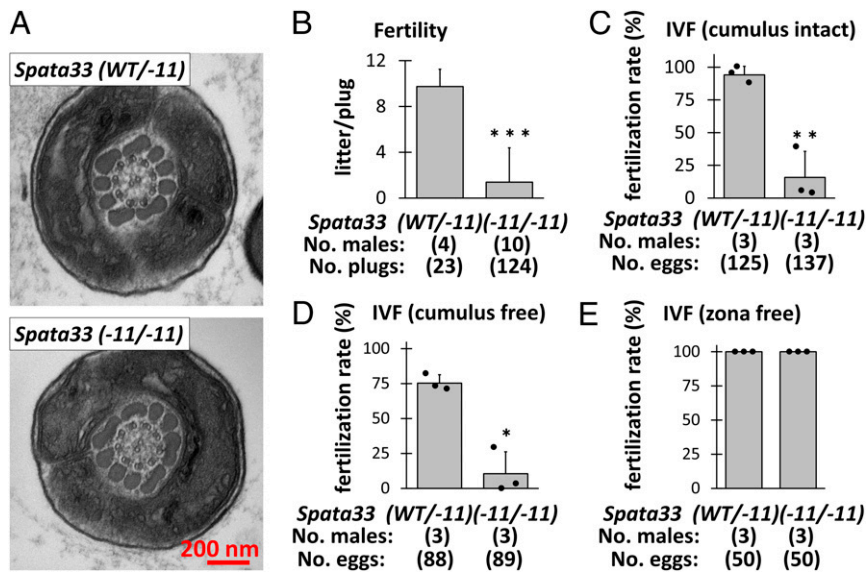 A
Spata33 (WT/-11)
Spata33 (-11/-11)
200 nm
B
Fertility
litter/plug
12
8
4
0
* * *
Spata33 (WT/-11)(-11/-11)
No. males: (4) (10)
No. plugs: (23) (124)
C
IVF (cumulus intact)
fertilization rate (%)
100
75
50
25
0
* *
Spata33 (WT/-11)(-11/-11)
No. males: (3) (3)
No. eggs: (125) (137)
D
IVF (cumulus free)
fertilization rate (%)
100
75
50
25
0
*
Spata33 (WT/-11)(-11/-11)
No. males: (3) (3)
No. eggs: (88) (89)
E
IVF (zona free)
fertilization rate (%)
100
75
50
25
0
Spata33 (WT/-11)(-11/-11)
No. males: (3) (3)
No. eggs: (50) (50)